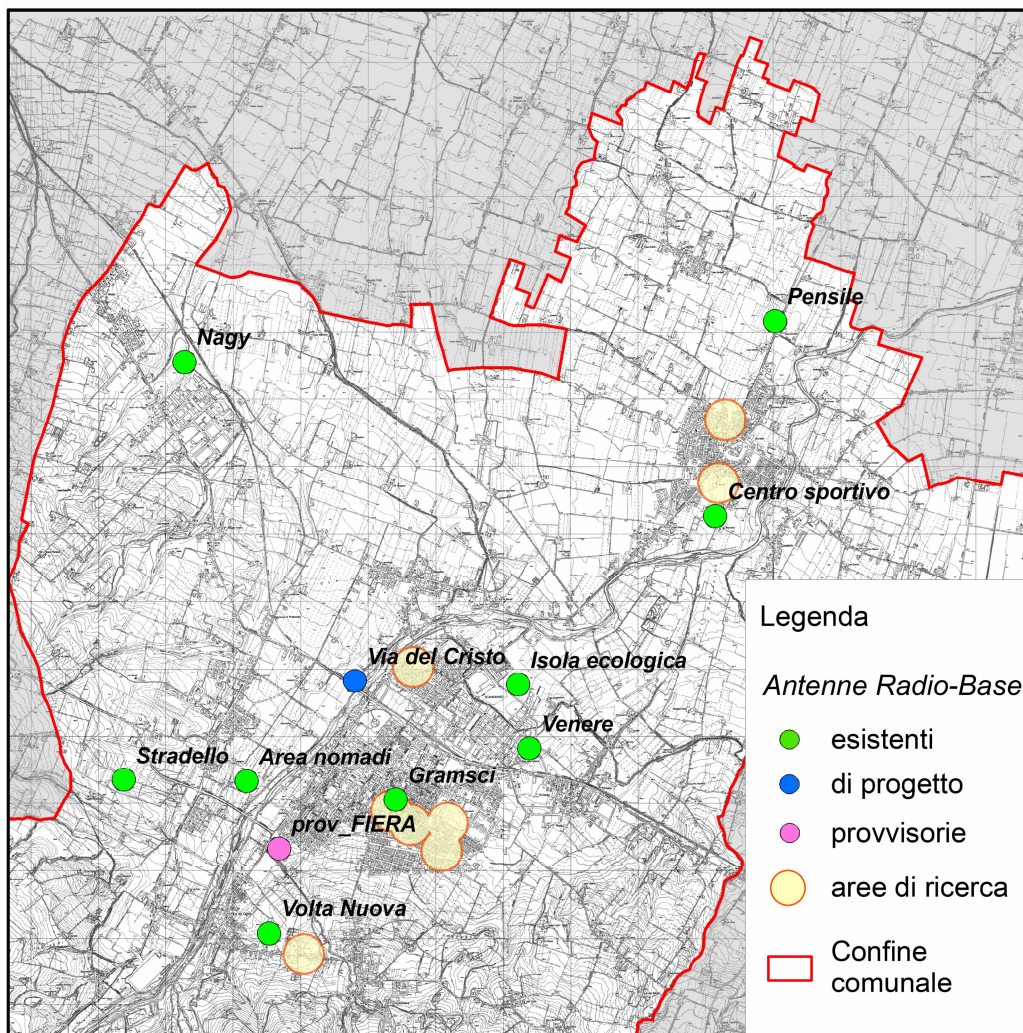 Pensile
Nagy
Centro sportivo
Via del Cristo
Isola ecologica
Venere
Stradello
Area nomadi
Gramsci
prov_FIERA
Volta Nuova
Legenda
Antenne Radio-Base
esistenti
di progetto
provvisorie
aree di ricerca
Confine
comunale